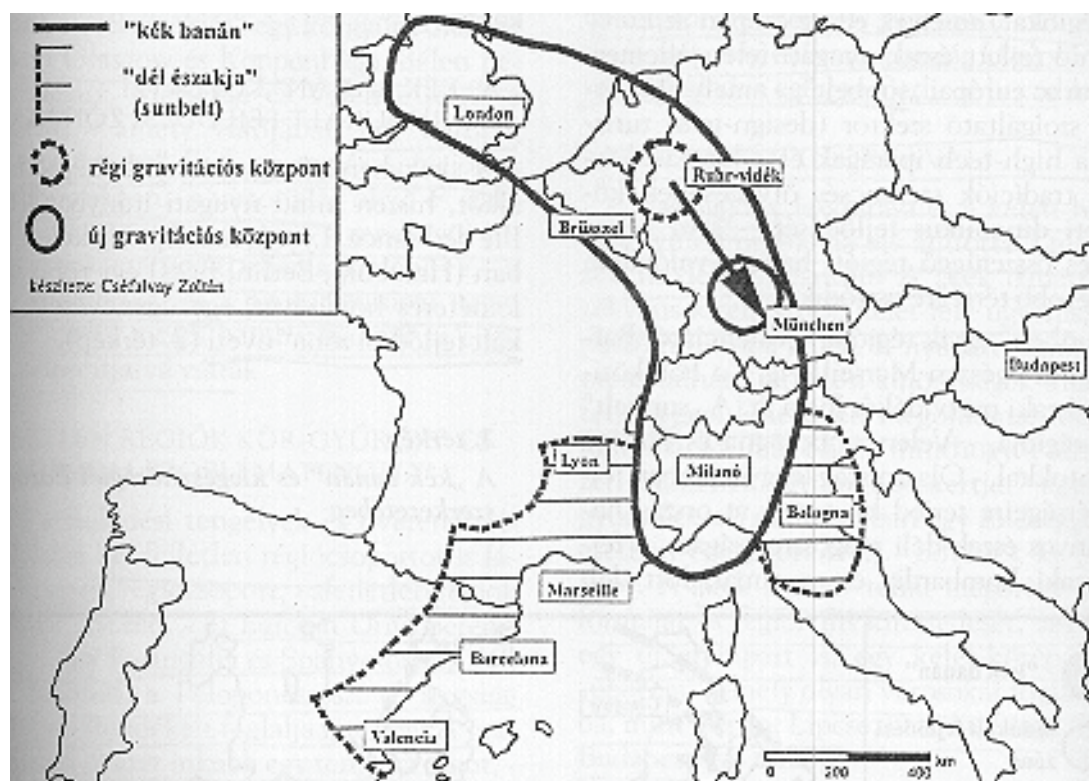 "kék banán"
"dél északja"
(sunbelt)
régi gravitációs központ
új gravitációs központ
készítette: Cséfalvay Zoltán
London
Ruhr-vidék
Brüsszel
München
Budapest
Lyon
Milánó
Bologna
Marseille
Barcelona
Valencia
km
0 200 400